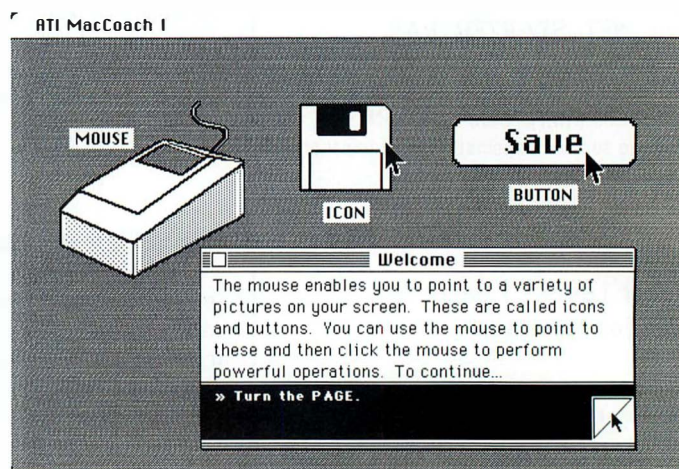 ATI MacCoach I
MOUSE
ICON
Save
BUTTON
Welcome
The mouse enables you to point to a variety of
pictures on your screen. These are called icons
and buttons. You can use the mouse to point to
these and then click the mouse to perform
powerful operations. To continue...
» Turn the PAGE.